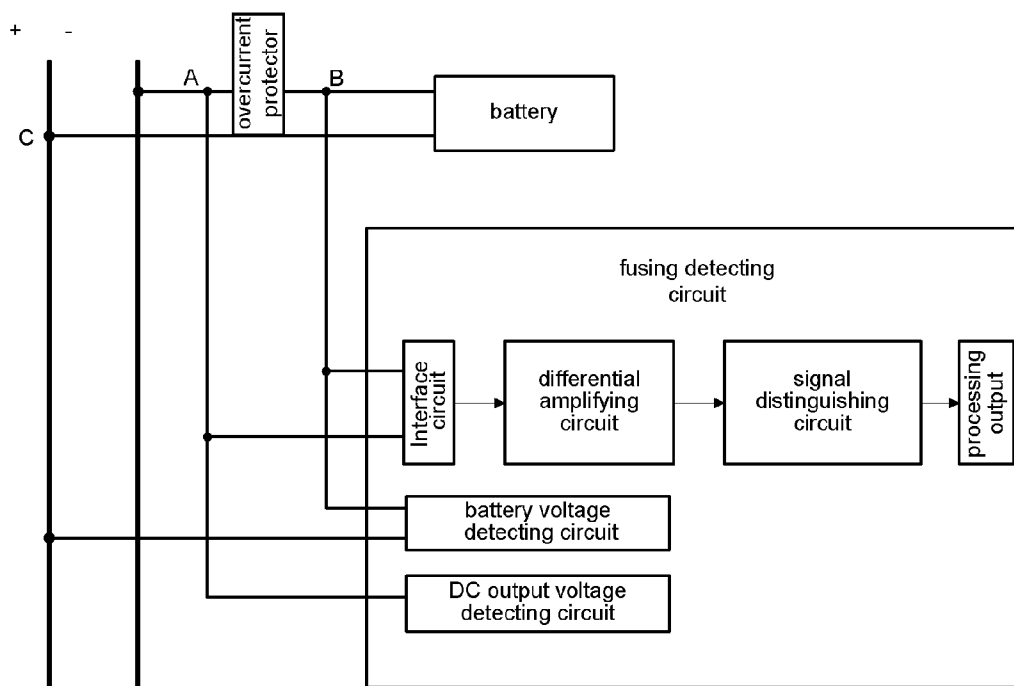 + -
overcurrent
protector
A
B
battery
C
fusing detecting
circuit
Interface
circuit
differential
amplifying
circuit
signal
distinguishing
circuit
processing
output
battery voltage
detecting circuit
DC output voltage
detecting circuit